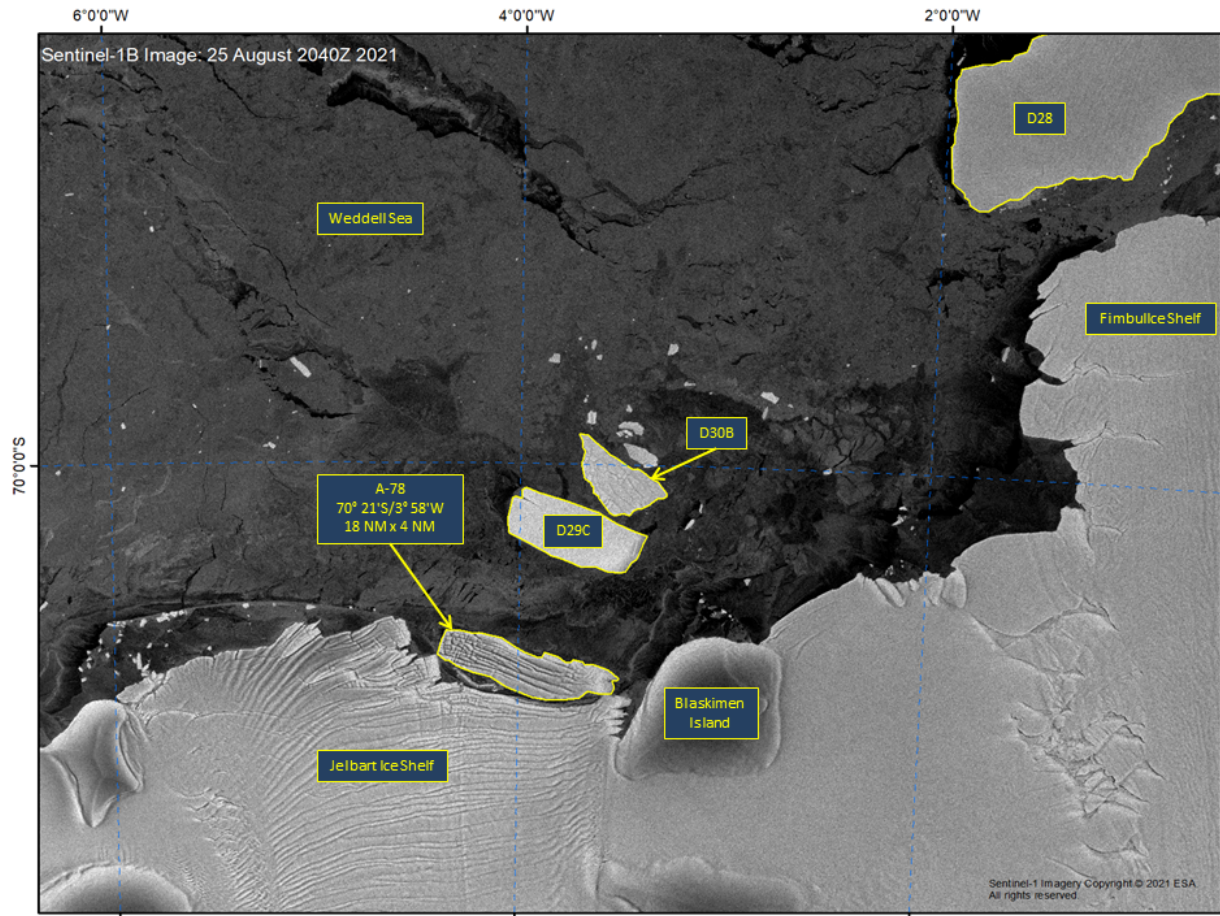 6°0'0"W
4°0'0"W
2°0'0"W
Sentinel-1B Image: 25 August 2040Z 2021
D28
Weddell Sea
Fimbul Ice Shelf
70°0'S
D30B
A-78
70° 21'S/3° 58'W
18 NM x 4 NM
D29C
Blaskimen
Island
Jelbart Ice Shelf
Sentinel-1 Imagery Copyright © 2021 ESA.
All rights reserved.